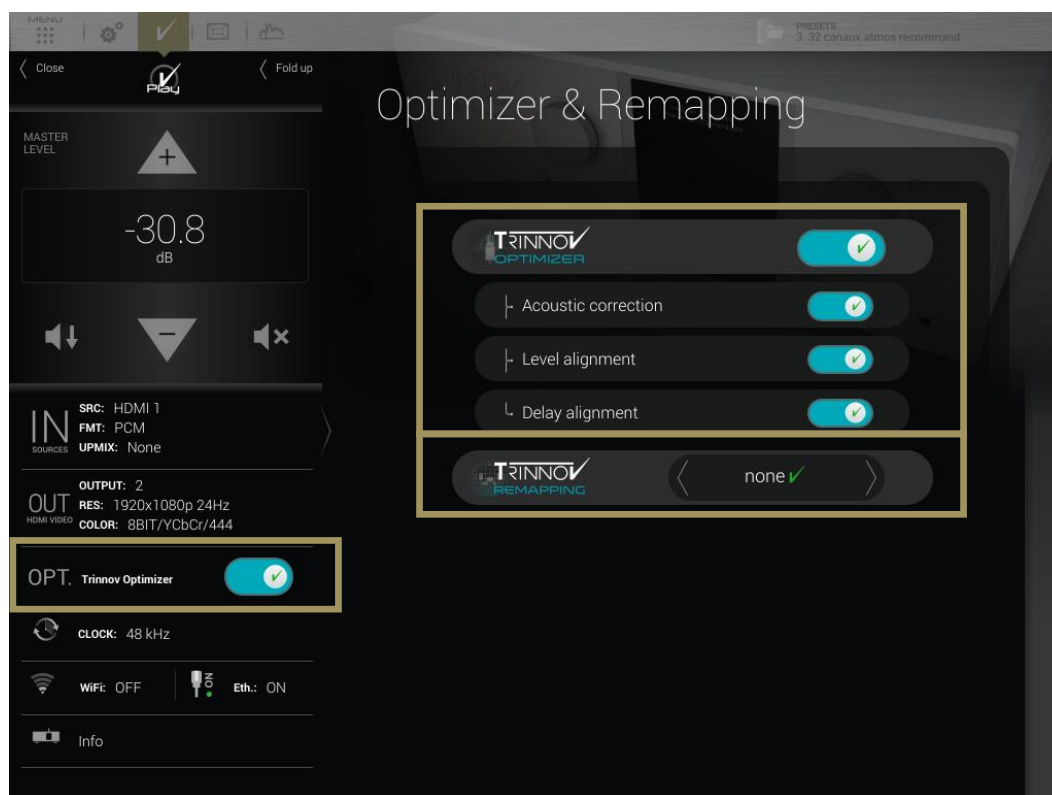 MENU
PRESETS
3. 32 canaux atmos recommand
Close
Play
Fold up
Optimizer & Remapping
MASTER
LEVEL
+
-30.8
dB
−
TRINNOV
OPTIMIZER
Acoustic correction
Level alignment
Delay alignment
TRINNOV
REMAPPING
none
IN
SOURCES
SRC: HDMI 1
FMT: PCM
UPMIX: None
OUT
HDMI VIDEO
OUTPUT: 2
RES: 1920x1080p 24Hz
COLOR: 8BIT/YCbCr/444
OPT. Trinnov Optimizer
CLOCK: 48 kHz
WiFi: OFF
ON
Eth.: ON
Info